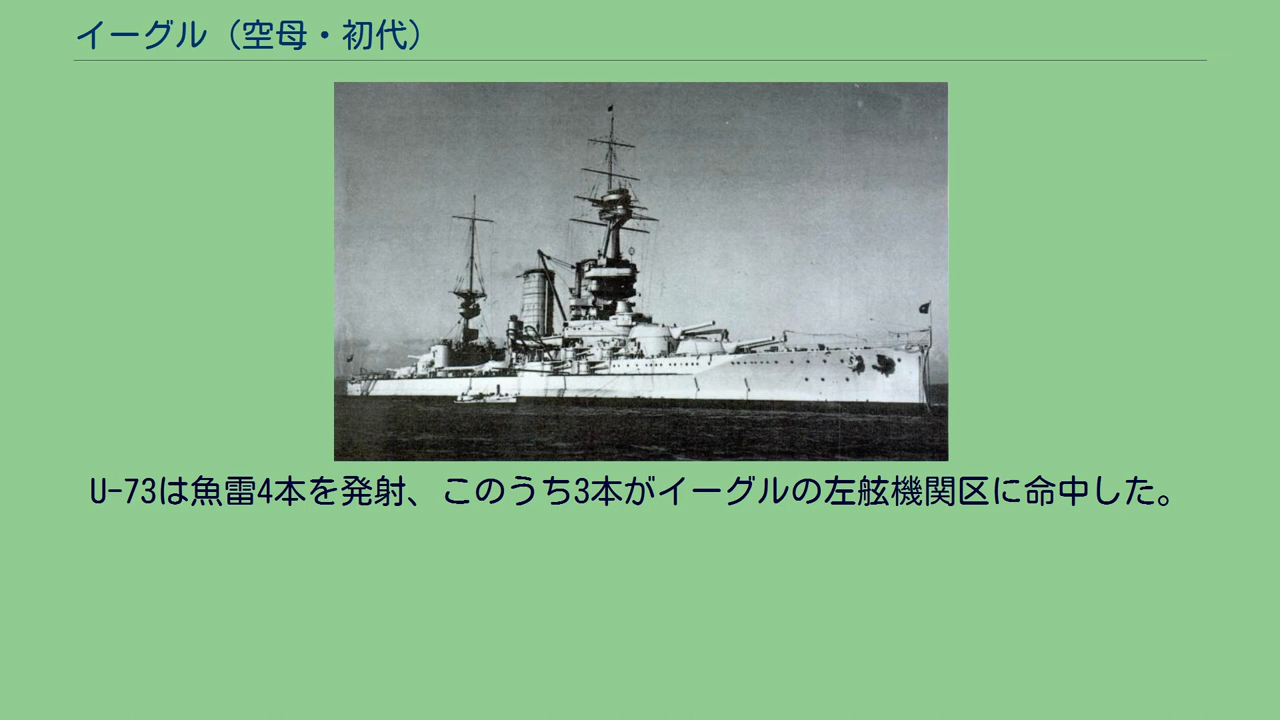 イーグル（空母・初代）
U-73は魚雷4本を発射、このうち3本がイーグルの左舷機関区に命中した。